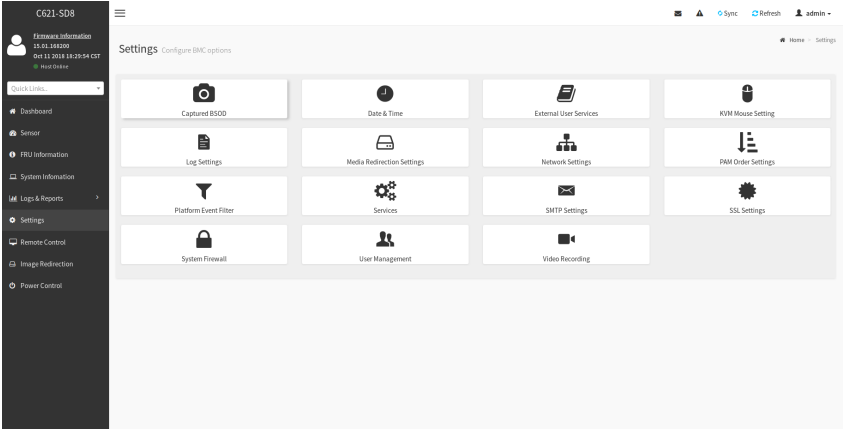 C621-SD8
Sync
Refresh
admin
Firmware Information
15.01.168200
Oct 11 2018 18:29:54 CST
Host Online
Home
Settings
Settings Configure BMC options
Quick Links..
Dashboard
Sensor
FRU Information
System Infomation
Logs & Reports
Settings
Remote Control
Image Redirection
Power Control
Captured BSOD
Date & Time
External User Services
KVM Mouse Setting
Log Settings
Media Redirection Settings
Network Settings
PAM Order Settings
Platform Event Filter
Services
SMTP Settings
SSL Settings
System Firewall
User Management
Video Recording